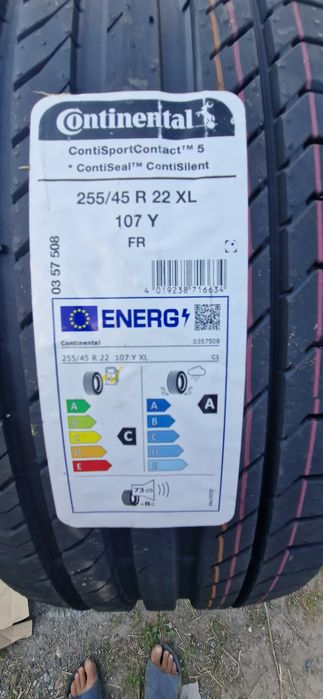 Continental
ContiSportContact™ 5
* ContiSeal™ ContiSilent
255/45 R 22 XL
107 Y
FR
03 57 508
4 019238 716634
ENERG
Continental
0357508
255/45 R 22 107 Y XL
C1
A
B
C
D
E
C
A
B
C
D
E
A
73 dB
B